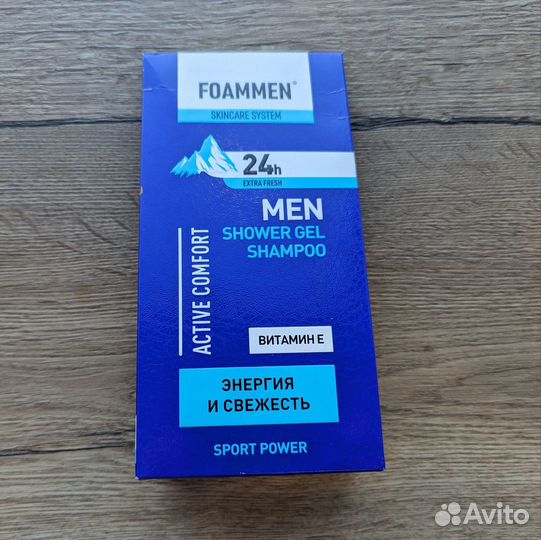 FOAMMEN®
SKINCARE SYSTEM
24h
EXTRA FRESH
MEN
SHOWER GEL
SHAMPOO
ACTIVE COMFORT
ВИТАМИН Е
ЭНЕРГИЯ
И СВЕЖЕСТЬ
SPORT POWER
Avito